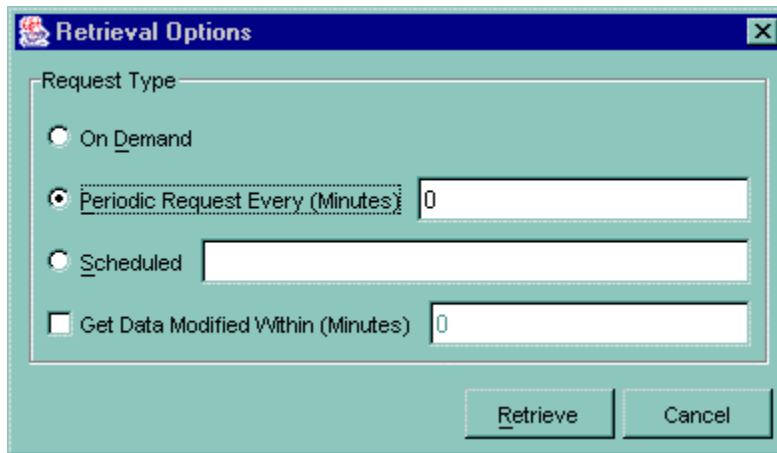 Retrieval Options
Request Type
On Demand
Periodic Request Every (Minutes) 0
Scheduled
Get Data Modified Within (Minutes) 0
Retrieve Cancel